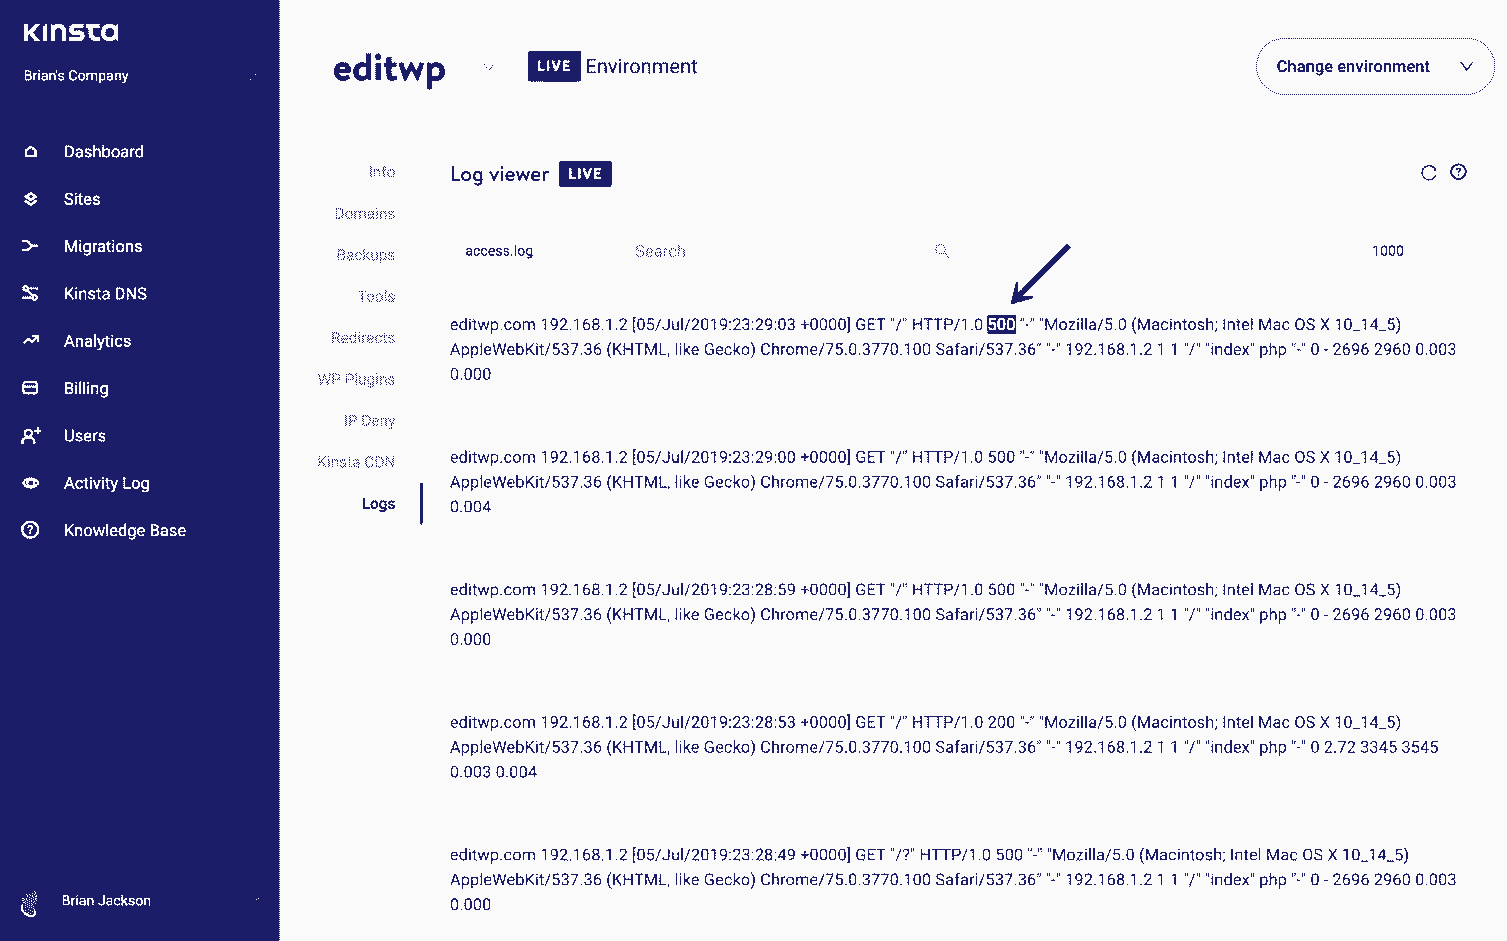 Kinsta
Brian's Company
Dashboard
Sites
Migrations
Kinsta DNS
Analytics
Billing
Users
Activity Log
Knowledge Base
Brian Jackson
editwp LIVE Environment
Change environment
Info
Domains
Backups
Tools
Redirects
WP Plugins
IP Deny
Kinsta CDN
Logs
Log viewer LIVE
access.log Search 1000
editwp.com 192.168.1.2 [05/Jul/2019:23:29:03 +0000] GET "/" HTTP/1.0 500 "-" "Mozilla/5.0 (Macintosh; Intel Mac OS X 10_14_5)
AppleWebKit/537.36 (KHTML, like Gecko) Chrome/75.0.3770.100 Safari/537.36" "-" 192.168.1.2 1 1 "/" "index" php "-" 0 - 2696 2960 0.003
0.000
editwp.com 192.168.1.2 [05/Jul/2019:23:29:00 +0000] GET "/" HTTP/1.0 500 "-" "Mozilla/5.0 (Macintosh; Intel Mac OS X 10_14_5)
AppleWebKit/537.36 (KHTML, like Gecko) Chrome/75.0.3770.100 Safari/537.36" "-" 192.168.1.2 1 1 "/" "index" php "-" 0 - 2696 2960 0.003
0.004
editwp.com 192.168.1.2 [05/Jul/2019:23:28:59 +0000] GET "/" HTTP/1.0 500 "-" "Mozilla/5.0 (Macintosh; Intel Mac OS X 10_14_5)
AppleWebKit/537.36 (KHTML, like Gecko) Chrome/75.0.3770.100 Safari/537.36" "-" 192.168.1.2 1 1 "/" "index" php "-" 0 - 2696 2960 0.003
0.000
editwp.com 192.168.1.2 [05/Jul/2019:23:28:53 +0000] GET "/" HTTP/1.0 200 "-" "Mozilla/5.0 (Macintosh; Intel Mac OS X 10_14_5)
AppleWebKit/537.36 (KHTML, like Gecko) Chrome/75.0.3770.100 Safari/537.36" "-" 192.168.1.2 1 1 "/" "index" php "-" 0 2.72 3345 3545
0.003 0.004
editwp.com 192.168.1.2 [05/Jul/2019:23:28:49 +0000] GET "/?" HTTP/1.0 500 "-" "Mozilla/5.0 (Macintosh; Intel Mac OS X 10_14_5)
AppleWebKit/537.36 (KHTML, like Gecko) Chrome/75.0.3770.100 Safari/537.36" "-" 192.168.1.2 1 1 "/" "index" php "-" 0 - 2696 2960 0.003
0.000